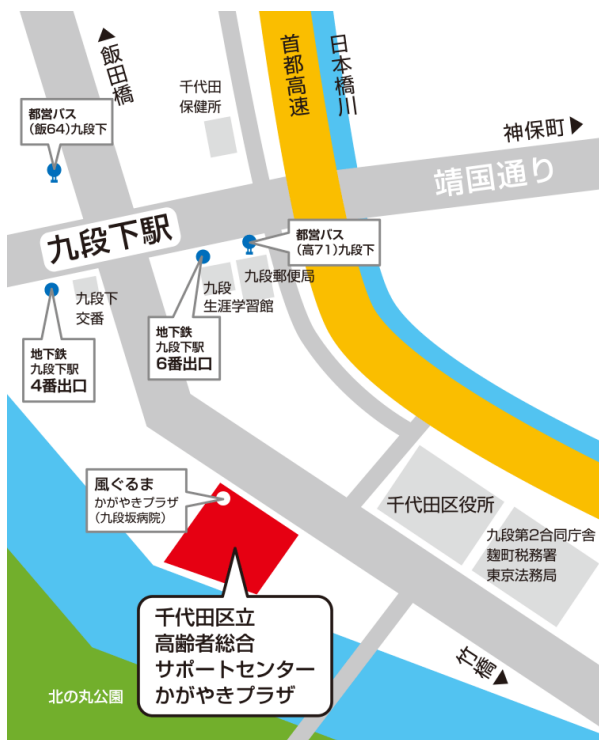 飯田橋
首都高速
日本橋川
千代田
保健所
都営バス
(飯64)九段下
神保町
靖国通り
九段下駅
都営バス
(高71)九段下
九段郵便局
九段
生涯学習館
九段下
交番
地下鉄
九段下駅
6番出口
地下鉄
九段下駅
4番出口
風ぐるま
かがやきプラザ
(九段坂病院)
千代田区役所
九段第2合同庁舎
麹町税務署
東京法務局
千代田区立
高齢者総合
サポートセンター
かがやきプラザ
竹橋
北の丸公園